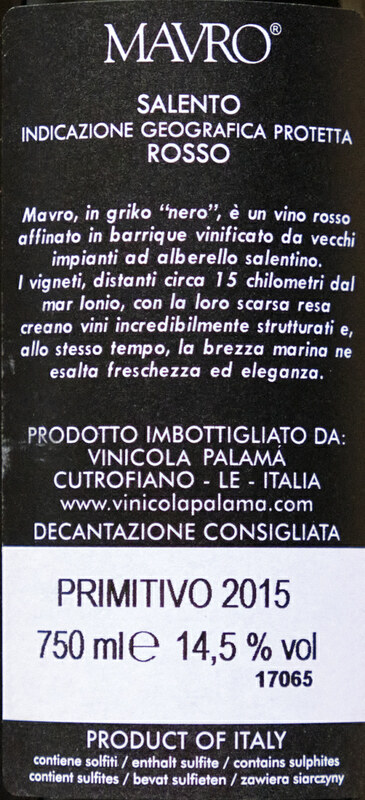 MAVRO®
SALENTO
INDICAZIONE GEOGRAFICA PROTETTA
ROSSO
Mavro, in griko "nero", è un vino rosso
affinato in barrique vinificato da vecchi
impianti ad alberello salentino.
I vigneti, distanti circa 15 chilometri dal
mar Ionio, con la loro scarsa resa
creano vini incredibilmente strutturati e,
allo stesso tempo, la brezza marina ne
esalta freschezza ed eleganza.
PRODOTTO IMBOTTIGLIATO DA:
VINICOLA PALAMÁ
CUTROFIANO - LE - ITALIA
www.vinicolapalama.com
DECANTAZIONE CONSIGLIATA
PRIMITIVO 2015
750 ml e 14,5 % vol
17065
PRODUCT OF ITALY
contiene solfiti / enthalt sulfite / contains sulphites
contient sulfites / bevat sulfieten / zawiera siarczyny